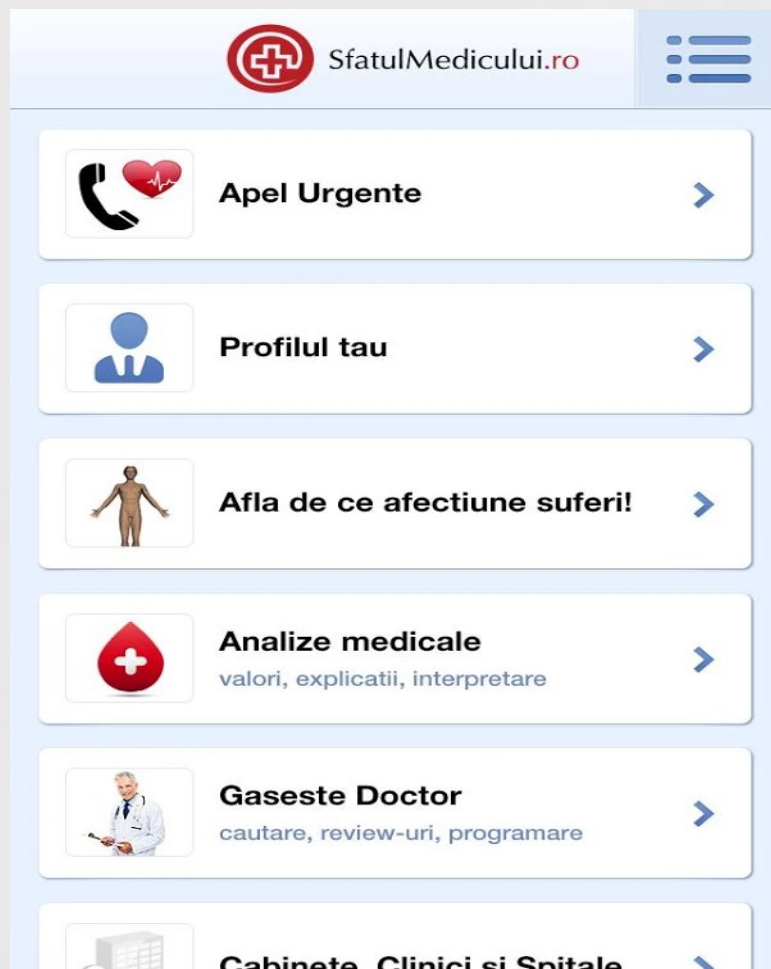 SfatulMedicului.ro
Apel Urgente
Profilul tau
Afla de ce afectiune suferi!
Analize medicale
valori, explicatii, interpretare
Gaseste Doctor
cautare, review-uri, programare
Cabinete, Clinici si Spitale